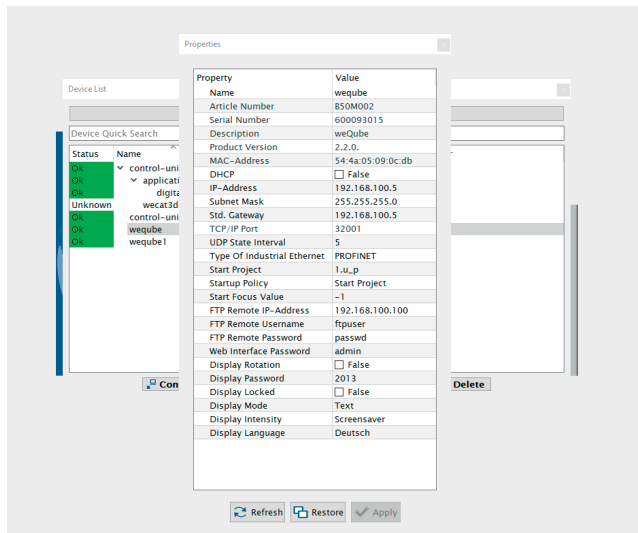 Properties
x
Property Value
Name weqube
Article Number B50M002
Serial Number 600093015
Description weQube
Product Version 2.2.0.
MAC-Address 54:4a:05:09:0c:db
DHCP False
IP-Address 192.168.100.5
Subnet Mask 255.255.255.0
Std. Gateway 192.168.100.5
TCP/IP Port 32001
UDP State Interval 5
Type Of Industrial Ethernet PROFINET
Start Project 1.u_p
Startup Policy Start Project
Start Focus Value -1
FTP Remote IP-Address 192.168.100.100
FTP Remote Username ftpuser
FTP Remote Password passwd
Web Interface Password admin
Display Rotation False
Display Password 2013
Display Locked False
Display Mode Text
Display Intensity Screensaver
Display Language Deutsch
Refresh Restore Apply
Device List
Device Quick Search
Status Name
Ok control-uni
Ok applicati
Ok digita
Unknown wecat3d
Ok control-uni
Ok weqube
Ok weqube1
Con
Delete